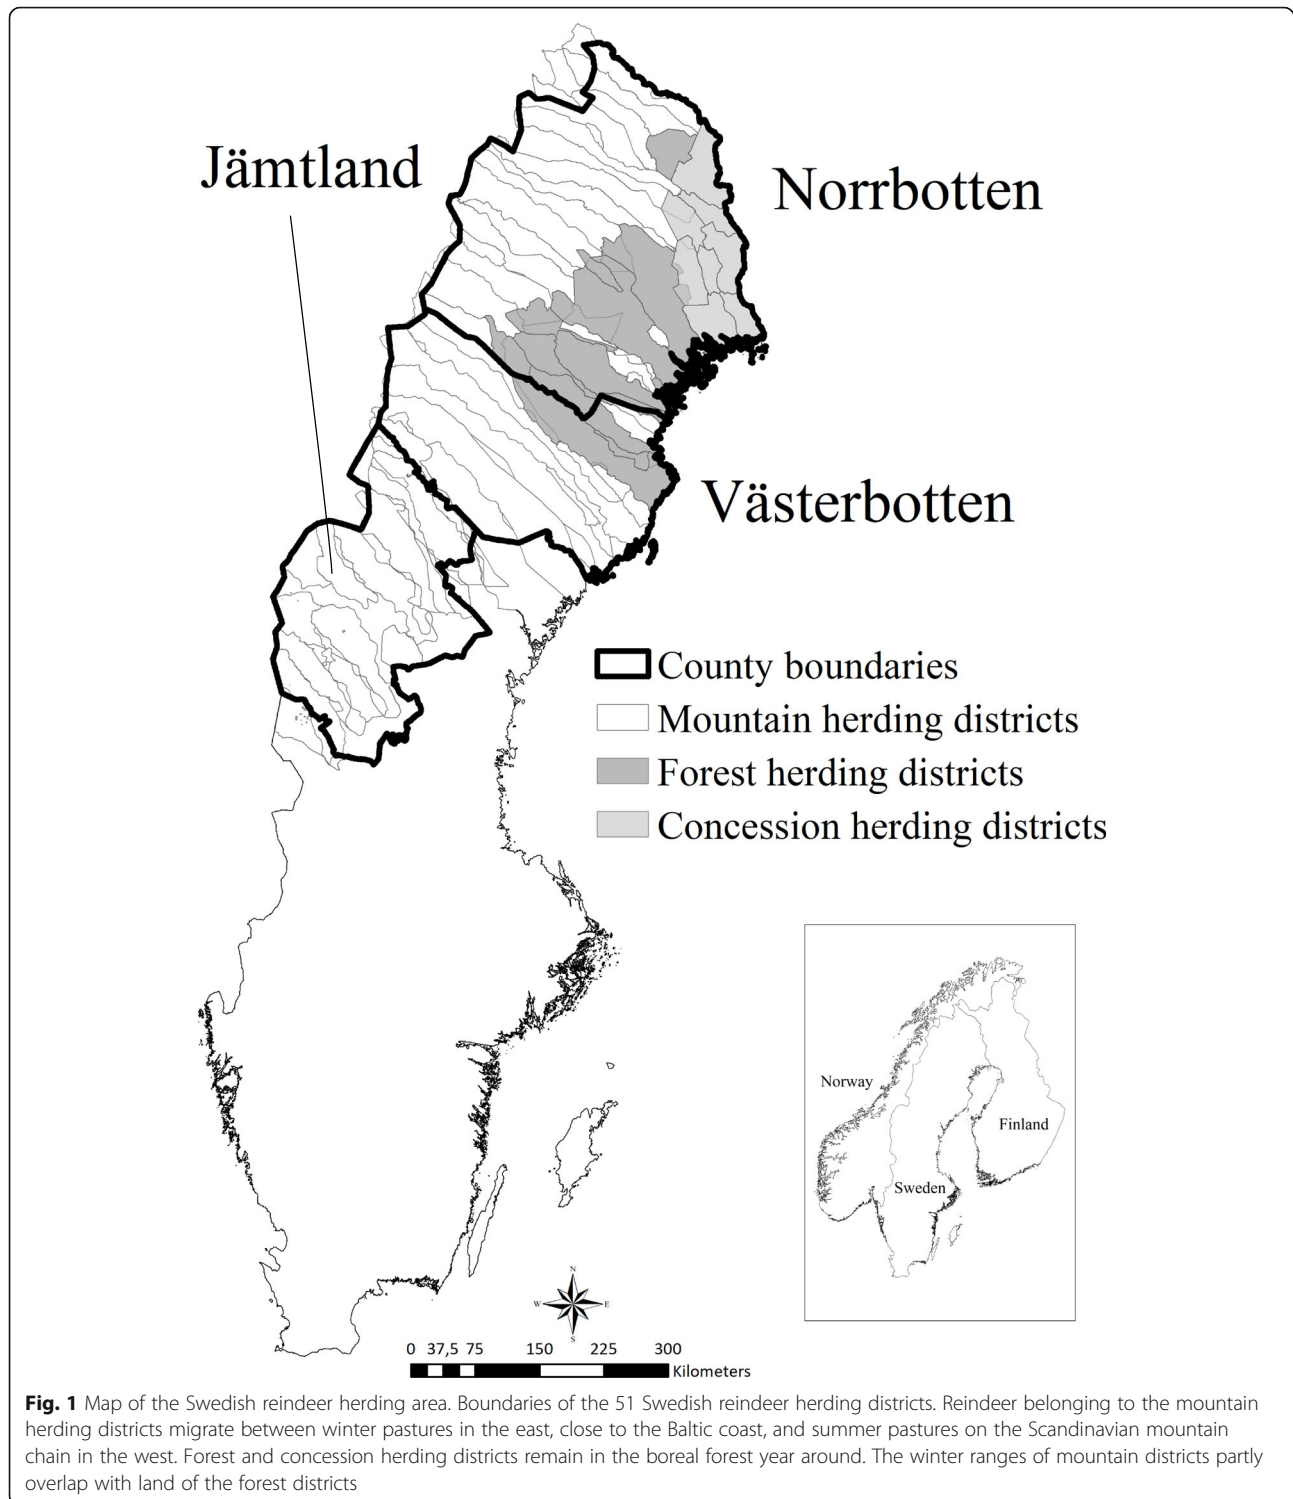 Jämtland
Norrbotten
Västerbotten
County boundaries
Mountain herding districts
Forest herding districts
Concession herding districts
Norway
Finland
Sweden
N
W E
S
0 37,5 75 150 225 300
Kilometers
Fig. 1 Map of the Swedish reindeer herding area. Boundaries of the 51 Swedish reindeer herding districts. Reindeer belonging to the mountain
herding districts migrate between winter pastures in the east, close to the Baltic coast, and summer pastures on the Scandinavian mountain
chain in the west. Forest and concession herding districts remain in the boreal forest year around. The winter ranges of mountain districts partly
overlap with land of the forest districts